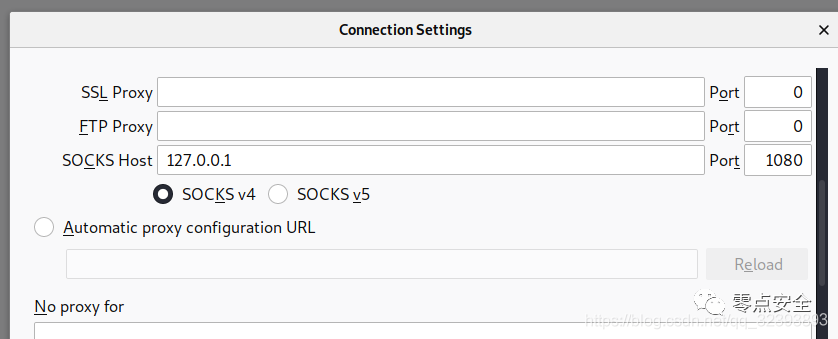 Connection Settings ×
SSL Proxy Port 0
FTP Proxy Port 0
SOCKS Host 127.0.0.1 Port 1080
SOCKS v4 SOCKS v5
Automatic proxy configuration URL
Reload
No proxy for
零点安全
https://blog.csdn.net/qq_32393893